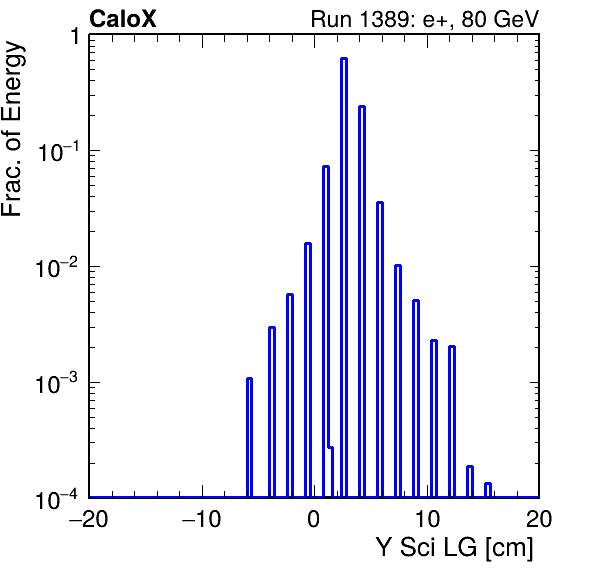 CaloX Run 1389: e+, 80 GeV
Frac. of Energy
1
10⁻¹
10⁻²
10⁻³
10⁻⁴
−20 −10 0 10 20
Y Sci LG [cm]